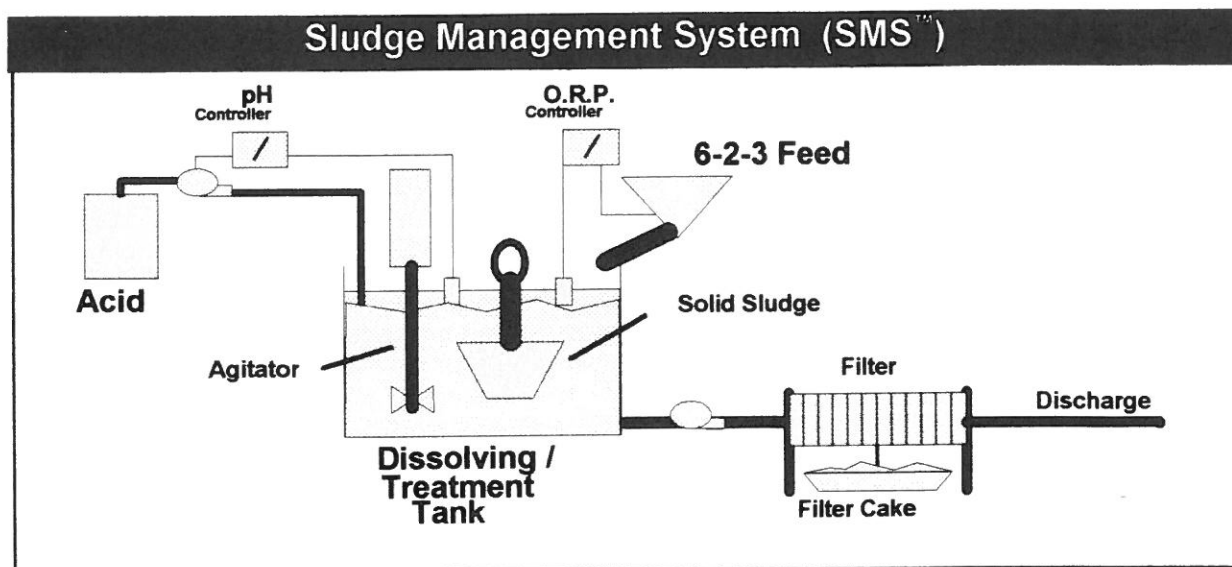 Sludge Management System (SMS™)
pH
Controller
O.R.P.
Controller
6-2-3 Feed
Acid
Solid Sludge
Agitator
Filter
Discharge
Dissolving /
Treatment
Tank
Filter Cake